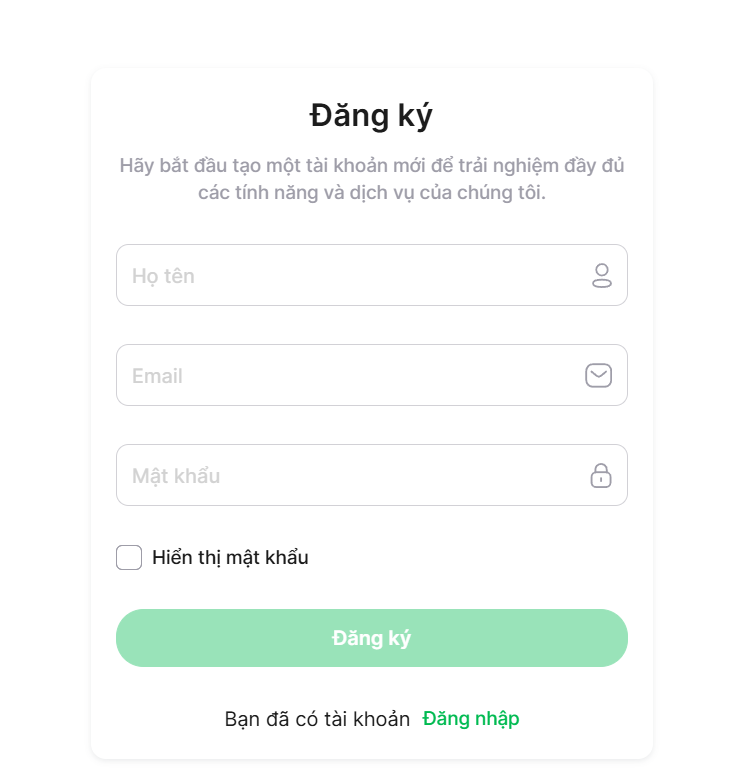 Đăng ký
Hãy bắt đầu tạo một tài khoản mới để trải nghiệm đầy đủ
các tính năng và dịch vụ của chúng tôi.
Họ tên
Email
Mật khẩu
Hiển thị mật khẩu
Đăng ký
Bạn đã có tài khoản Đăng nhập